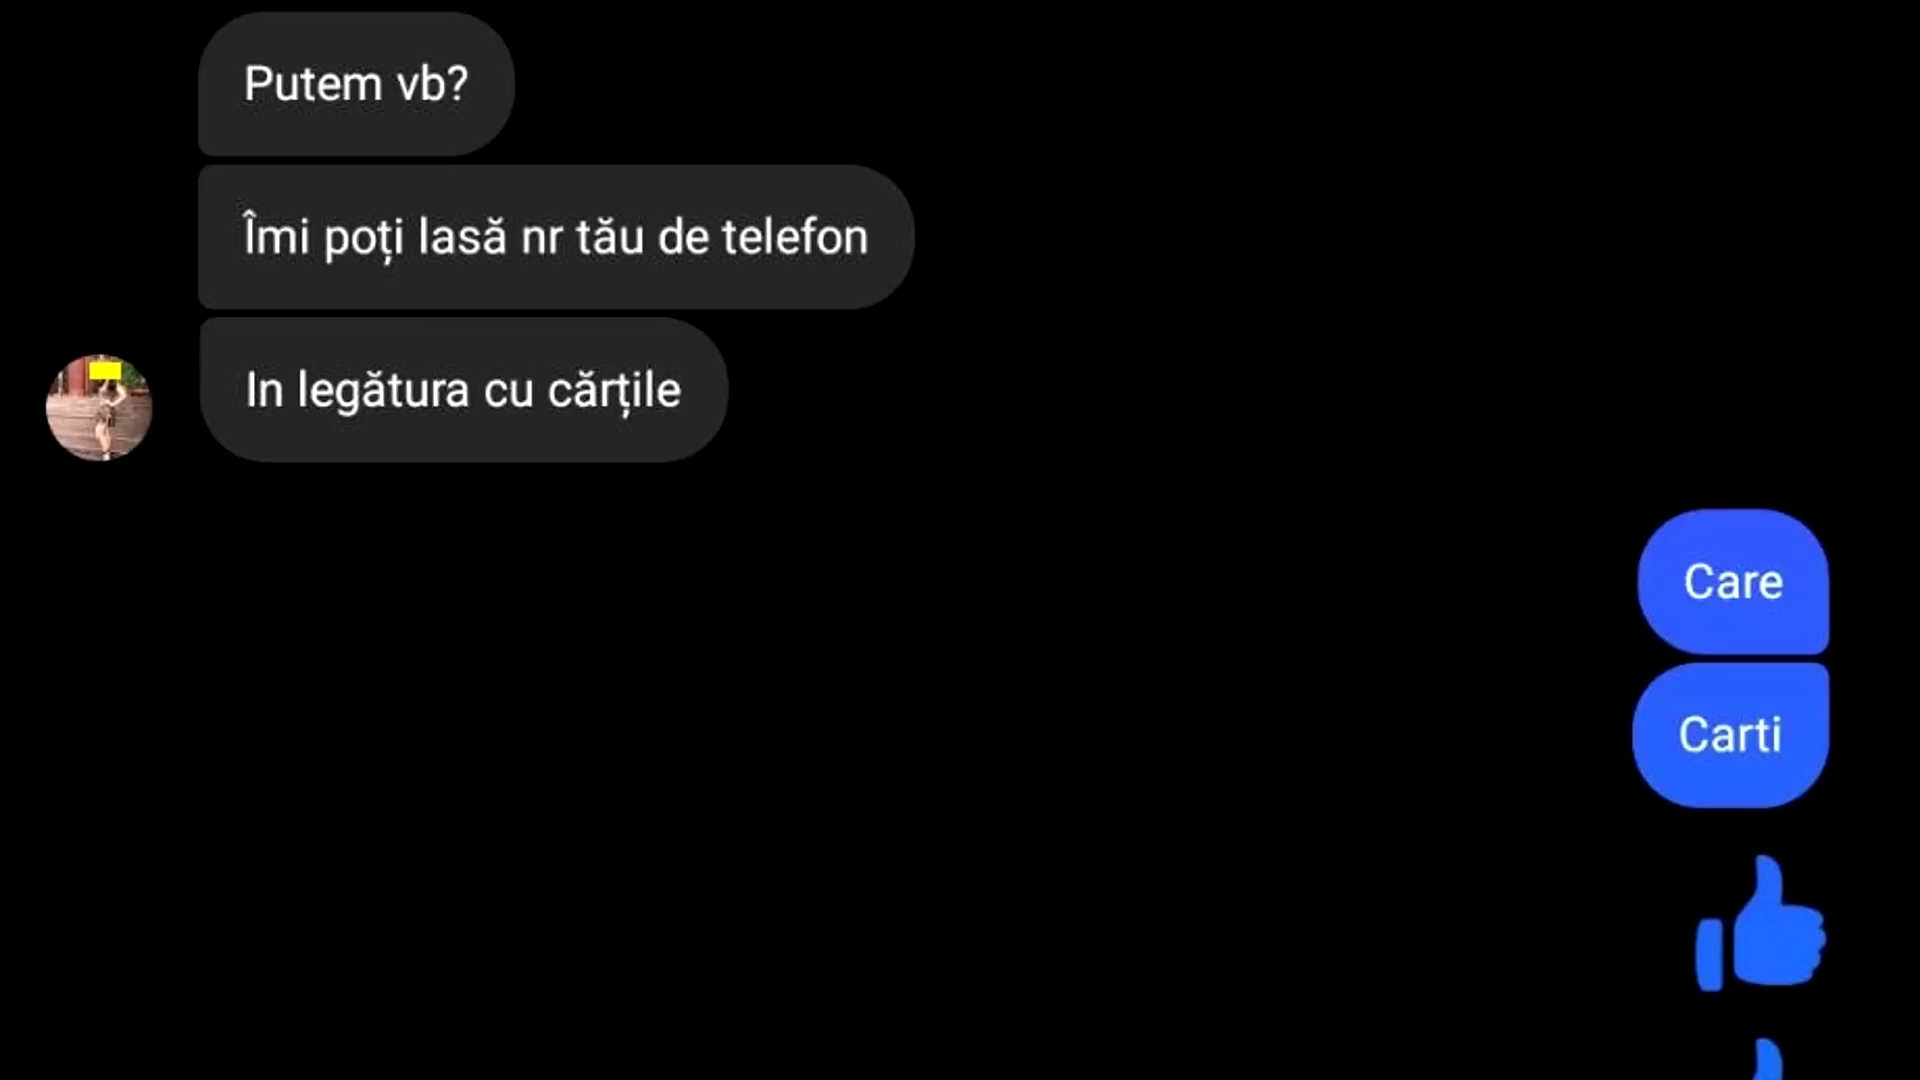 Putem vb?
Îmi poți lasă nr tău de telefon
In legătura cu cărțile
Care
Carti